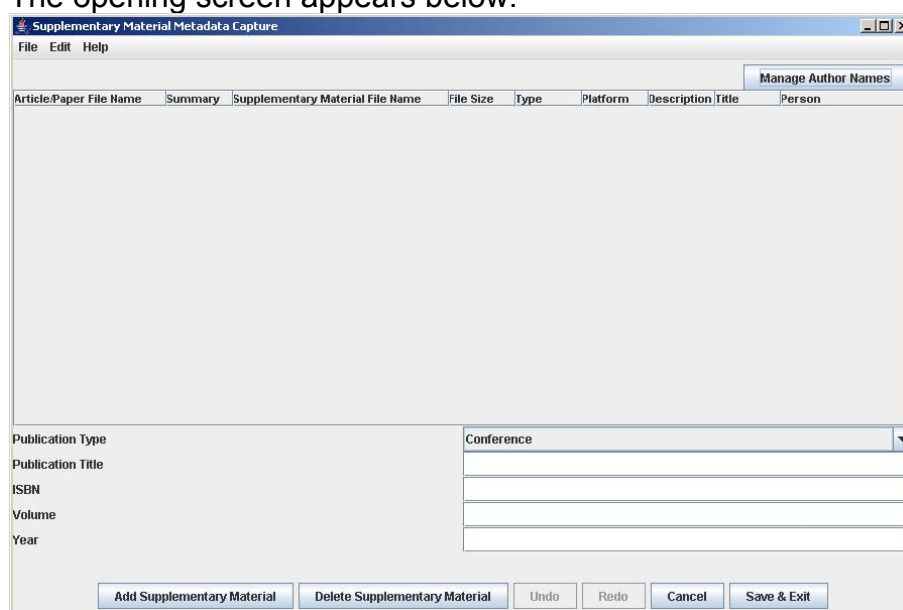 The opening screen appears below.
Supplementary Material Metadata Capture
File Edit Help
Manage Author Names
Article/Paper File Name Summary Supplementary Material File Name File Size Type Platform Description Title Person
Publication Type Conference
Publication Title
ISBN
Volume
Year
Add Supplementary Material Delete Supplementary Material Undo Redo Cancel Save & Exit